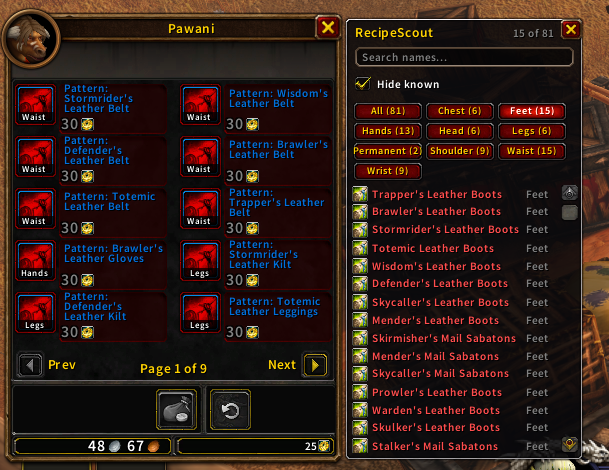 Pawani
Pattern:
Stormrider's
Leather Belt
Waist
30
Pattern: Wisdom's
Leather Belt
Waist
30
Pattern:
Defender's
Leather Belt
Waist
30
Pattern: Brawler's
Leather Belt
Waist
30
Pattern: Totemic
Leather Belt
Waist
30
Pattern:
Trapper's Leather
Belt
Waist
30
Pattern: Brawler's
Leather Gloves
Hands
30
Pattern:
Stormrider's
Leather Kilt
Legs
30
Pattern:
Defender's
Leather Kilt
Legs
30
Pattern: Totemic
Leather Leggings
Legs
30
Prev
Page 1 of 9
Next
48 67
25
RecipeScout
15 of 81
Search names...
Hide known
All (81)
Chest (6)
Feet (15)
Hands (13)
Head (6)
Legs (6)
Permanent (2)
Shoulder (9)
Waist (15)
Wrist (9)
Trapper's Leather Boots Feet
Brawler's Leather Boots Feet
Stormrider's Leather Boots Feet
Totemic Leather Boots Feet
Wisdom's Leather Boots Feet
Defender's Leather Boots Feet
Skycaller's Leather Boots Feet
Mender's Leather Boots Feet
Skirmisher's Mail Sabatons Feet
Mender's Mail Sabatons Feet
Skycaller's Mail Sabatons Feet
Prowler's Leather Boots Feet
Warden's Leather Boots Feet
Skulker's Leather Boots Feet
Stalker's Mail Sabatons Feet